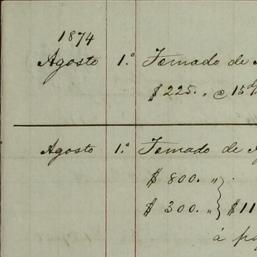 1874
Agosto 1.º Tomado de
$225. " @ 15%
Agosto 1.º Tomado de
$800. "
$300. " } $11
á